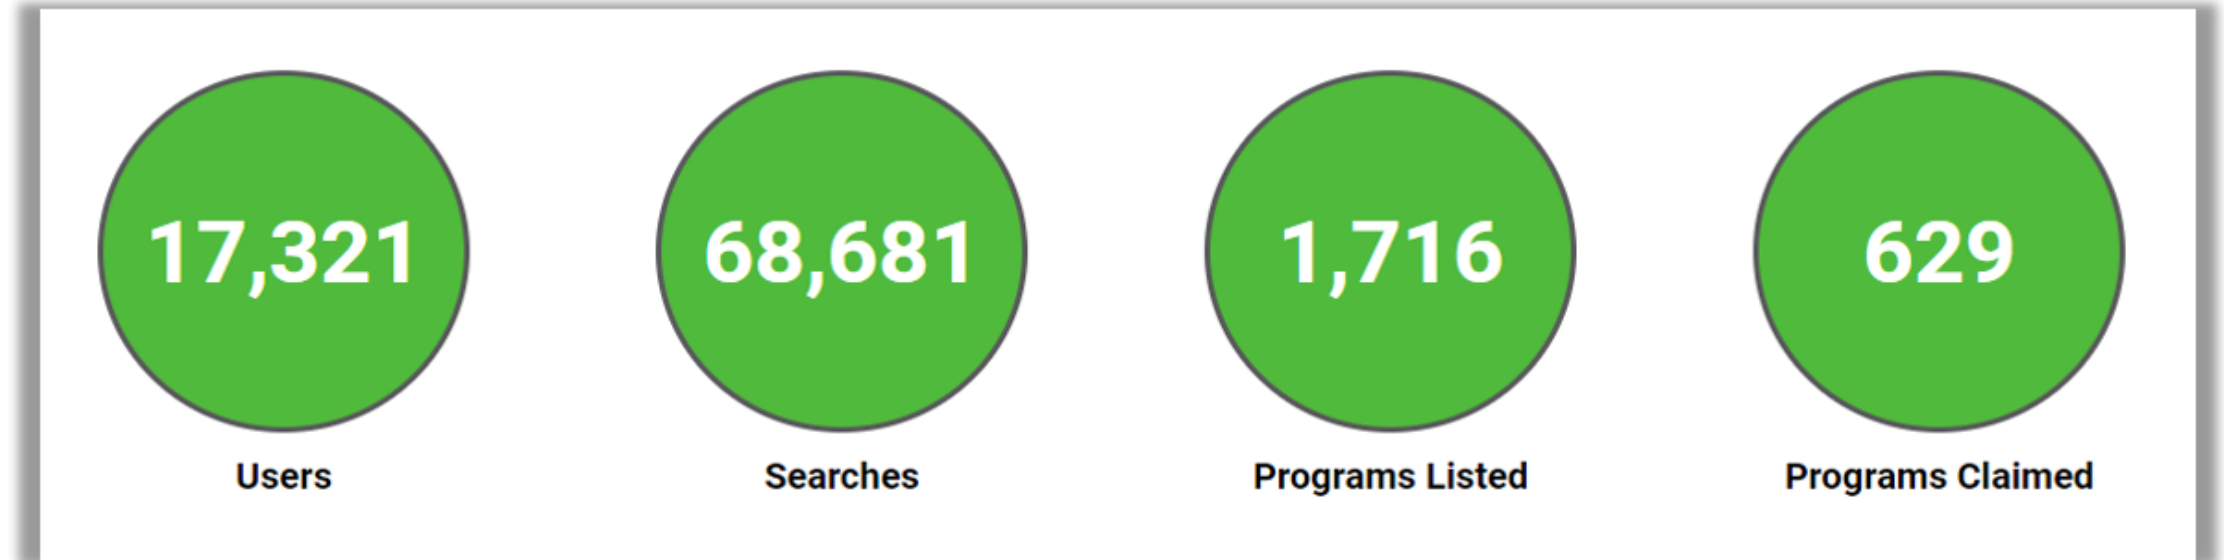 17,321 68,681 1,716 629
Users Searches Programs Listed Programs Claimed